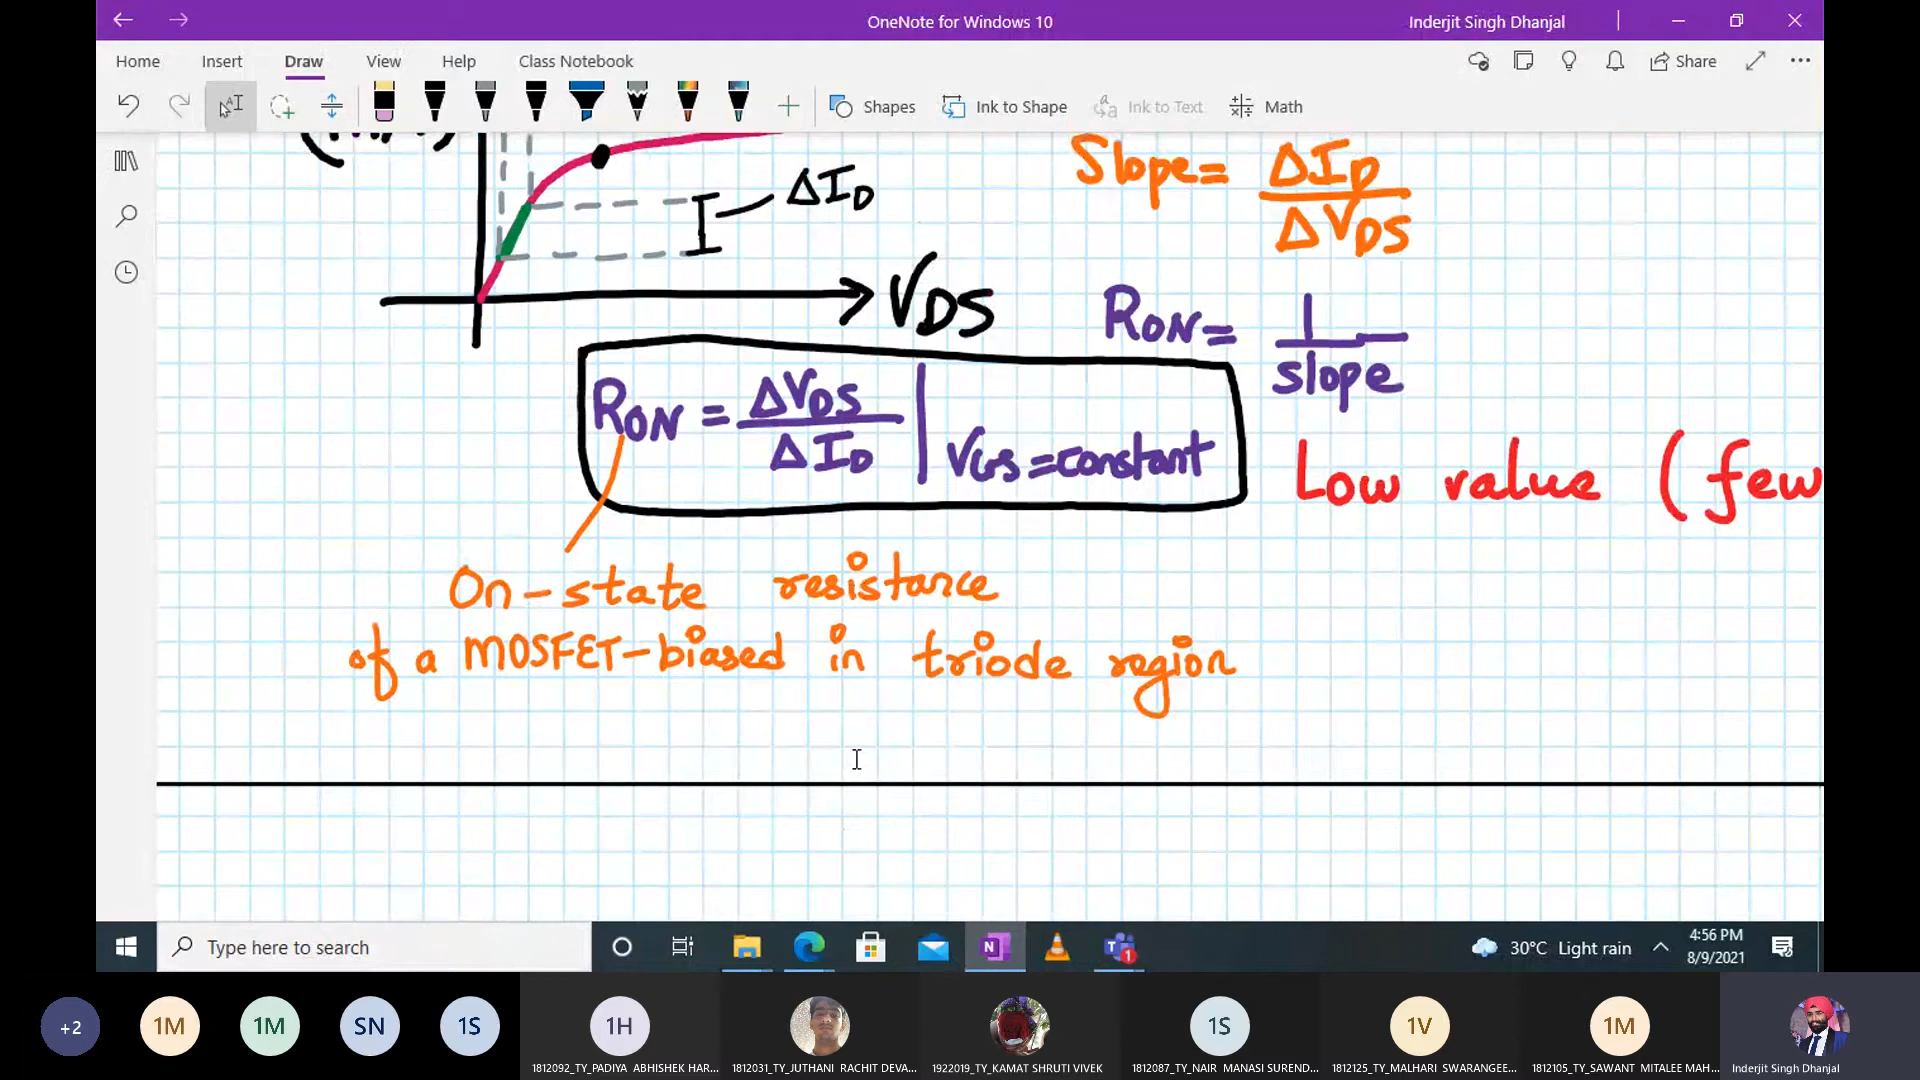 OneNote for Windows 10
Inderjit Singh Dhanjal
Home Insert Draw View Help Class Notebook
Share
Shapes Ink to Shape Ink to Text Math
ΔID
Slope = ΔID
ΔVDS
VDS
RON = 1
slope
RON = ΔVDS
ΔID
VGS = constant
Low value (few
On-state resistance
of a MOSFET-biased in triode region
Type here to search
30°C Light rain
4:56 PM
8/9/2021
1
+2 1M 1M SN 1S 1H 1S 1V 1M
1812092_TY_PADIYA ABHISHEK HAR...
1812031_TY_JUTHANI RACHIT DEVA...
1922019_TY_KAMAT SHRUTI VIVEK
1812087_TY_NAIR MANASI SUREND...
1812125_TY_MALHARI SWARANGEE...
1812105_TY_SAWANT MITALEE MAH...
Inderjit Singh Dhanjal